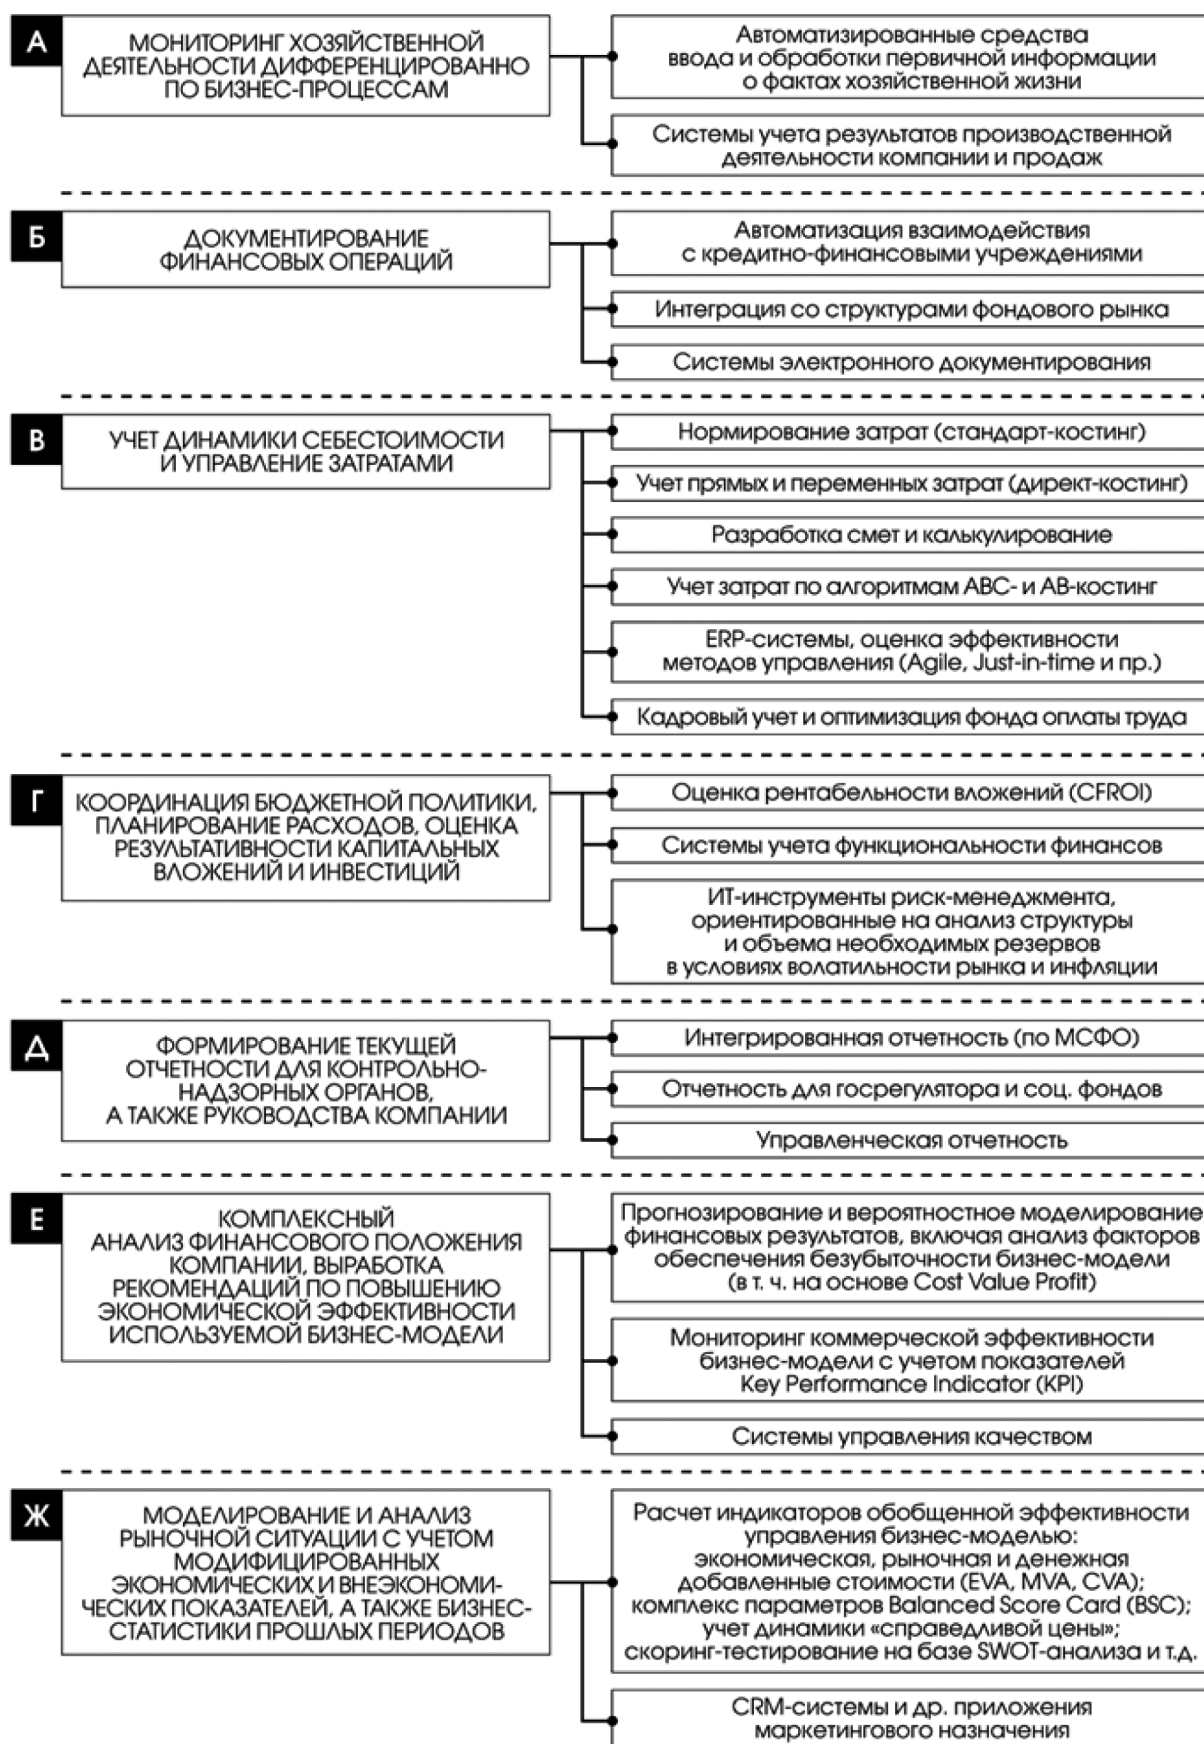 А
МОНИТОРИНГ ХОЗЯЙСТВЕННОЙ
ДЕЯТЕЛЬНОСТИ ДИФФЕРЕНЦИРОВАННО
ПО БИЗНЕС-ПРОЦЕССАМ
Автоматизированные средства
ввода и обработки первичной информации
о фактах хозяйственной жизни
Системы учета результатов производственной
деятельности компании и продаж
Б
ДОКУМЕНТИРОВАНИЕ
ФИНАНСОВЫХ ОПЕРАЦИЙ
Автоматизация взаимодействия
с кредитно-финансовыми учреждениями
Интеграция со структурами фондового рынка
Системы электронного документирования
В
УЧЕТ ДИНАМИКИ СЕБЕСТОИМОСТИ
И УПРАВЛЕНИЕ ЗАТРАТАМИ
Нормирование затрат (стандарт-костинг)
Учет прямых и переменных затрат (директ-костинг)
Разработка смет и калькулирование
Учет затрат по алгоритмам ABC- и AB-костинг
ERP-системы, оценка эффективности
методов управления (Agile, Just-in-time и пр.)
Кадровый учет и оптимизация фонда оплаты труда
Г
КООРДИНАЦИЯ БЮДЖЕТНОЙ ПОЛИТИКИ,
ПЛАНИРОВАНИЕ РАСХОДОВ, ОЦЕНКА
РЕЗУЛЬТАТИВНОСТИ КАПИТАЛЬНЫХ
ВЛОЖЕНИЙ И ИНВЕСТИЦИЙ
Оценка рентабельности вложений (CFROI)
Системы учета функциональности финансов
ИТ-инструменты риск-менеджмента,
ориентированные на анализ структуры
и объема необходимых резервов
в условиях волатильности рынка и инфляции
Д
ФОРМИРОВАНИЕ ТЕКУЩЕЙ
ОТЧЕТНОСТИ ДЛЯ КОНТРОЛЬНО-
НАДЗОРНЫХ ОРГАНОВ,
А ТАКЖЕ РУКОВОДСТВА КОМПАНИИ
Интегрированная отчетность (по МСФО)
Отчетность для госрегулятора и соц. фондов
Управленческая отчетность
Е
КОМПЛЕКСНЫЙ
АНАЛИЗ ФИНАНСОВОГО ПОЛОЖЕНИЯ
КОМПАНИИ, ВЫРАБОТКА
РЕКОМЕНДАЦИЙ ПО ПОВЫШЕНИЮ
ЭКОНОМИЧЕСКОЙ ЭФФЕКТИВНОСТИ
ИСПОЛЬЗУЕМОЙ БИЗНЕС-МОДЕЛИ
Прогнозирование и вероятностное моделирование
финансовых результатов, включая анализ факторов
обеспечения безубыточности бизнес-модели
(в т. ч. на основе Cost Value Profit)
Мониторинг коммерческой эффективности
бизнес-модели с учетом показателей
Key Performance Indicator (KPI)
Системы управления качеством
Ж
МОДЕЛИРОВАНИЕ И АНАЛИЗ
РЫНОЧНОЙ СИТУАЦИИ С УЧЕТОМ
МОДИФИЦИРОВАННЫХ
ЭКОНОМИЧЕСКИХ И ВНЕЭКОНОМИ-
ЧЕСКИХ ПОКАЗАТЕЛЕЙ, А ТАКЖЕ БИЗНЕС-
СТАТИСТИКИ ПРОШЛЫХ ПЕРИОДОВ
Расчет индикаторов обобщенной эффективности
управления бизнес-моделью:
экономическая, рыночная и денежная
добавленные стоимости (EVA, MVA, CVA);
комплекс параметров Balanced Score Card (BSC);
учет динамики «справедливой цены»;
скоринг-тестирование на базе SWOT-анализа и т.д.
CRM-системы и др. приложения
маркетингового назначения